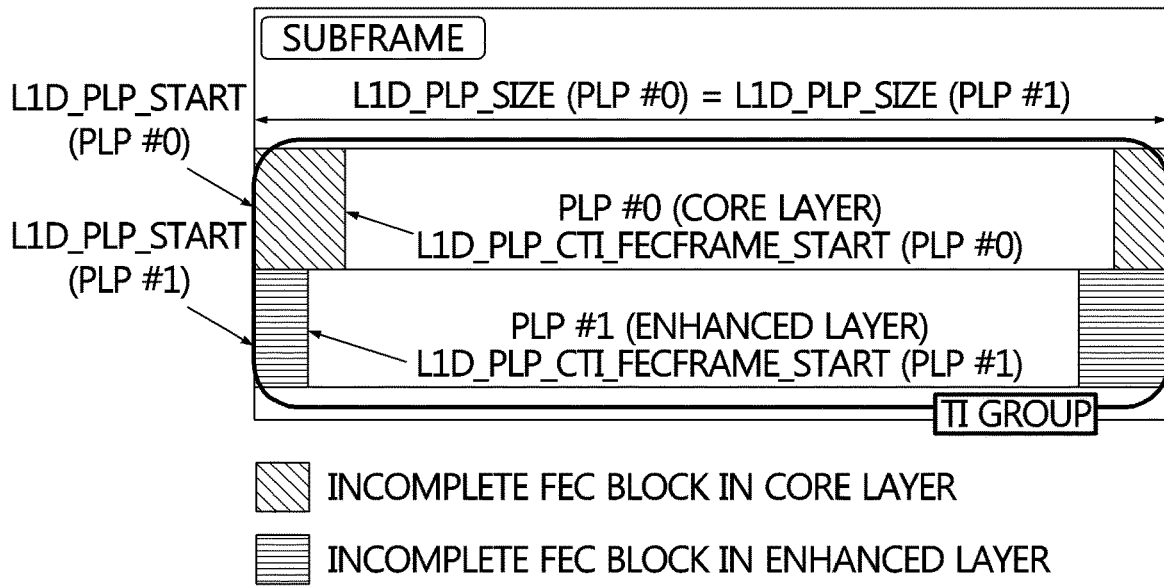 SUBFRAME
L1D_PLP_SIZE (PLP #0) = L1D_PLP_SIZE (PLP #1)
L1D_PLP_START
(PLP #0)
PLP #0 (CORE LAYER)
L1D_PLP_CTI_FECFRAME_START (PLP #0)
L1D_PLP_START
(PLP #1)
PLP #1 (ENHANCED LAYER)
L1D_PLP_CTI_FECFRAME_START (PLP #1)
TI GROUP
INCOMPLETE FEC BLOCK IN CORE LAYER
INCOMPLETE FEC BLOCK IN ENHANCED LAYER